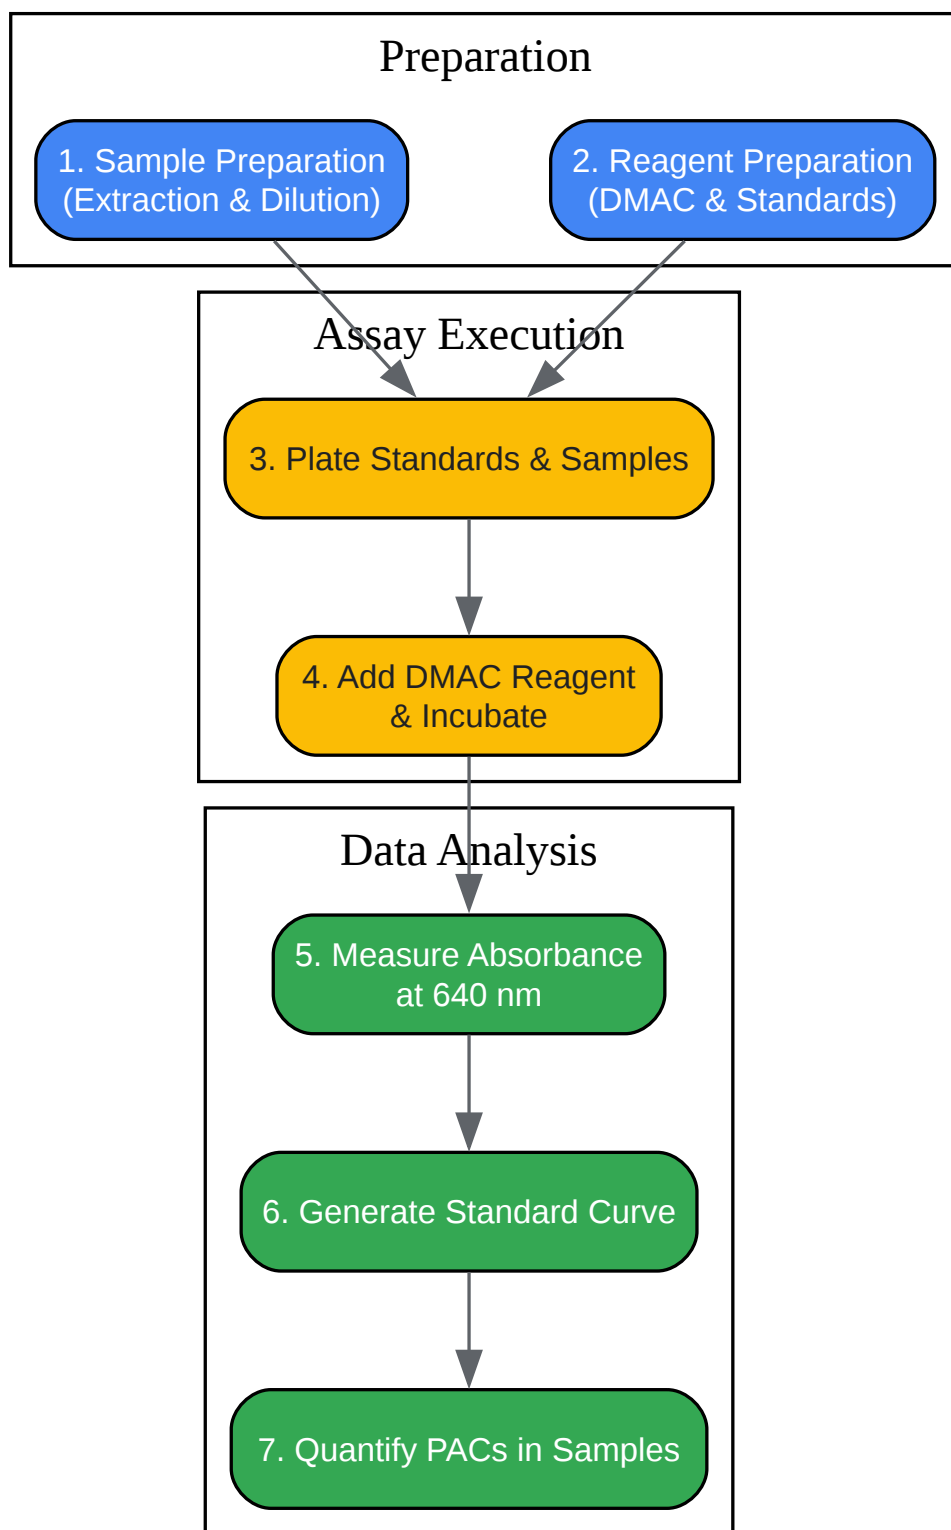 Preparation
1. Sample Preparation
(Extraction & Dilution)
2. Reagent Preparation
(DMAC & Standards)
Assay Execution
3. Plate Standards & Samples
4. Add DMAC Reagent
& Incubate
Data Analysis
5. Measure Absorbance
at 640 nm
6. Generate Standard Curve
7. Quantify PACs in Samples